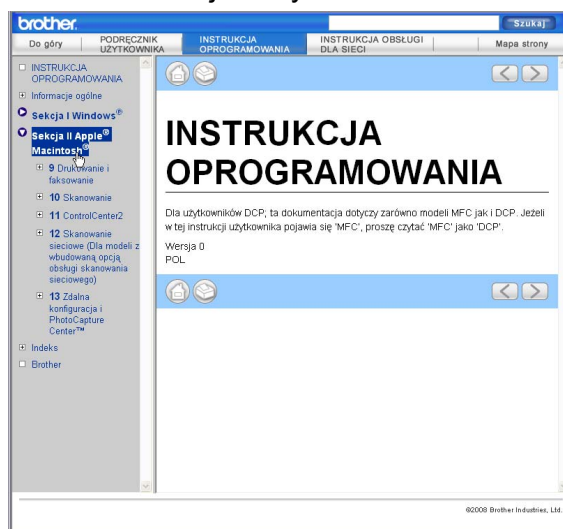 brother.
Szukaj
Do góry
PODRĘCZNIK
UŻYTKOWNIKA
INSTRUKCJA
OPROGRAMOWANIA
INSTRUKCJA OBSŁUGI
DLA SIECI
Mapa strony
INSTRUKCJA
OPROGRAMOWANIA
Informacje ogólne
Sekcja I Windows®
Sekcja II Apple®
Macintosh®
9 Drukowanie i
faksowanie
10 Skanowanie
11 ControlCenter2
12 Skanowanie
sieciowe (Dla modeli z
wbudowaną opcją
obsługi skanowania
sieciowego)
13 Zdalna
konfiguracja i
PhotoCapture
Center™
Indeks
Brother
INSTRUKCJA
OPROGRAMOWANIA
Dla użytkowników DCP; ta dokumentacja dotyczy zarówno modeli MFC jak i DCP. Jeżeli
w tej instrukcji użytkownika pojawia się 'MFC', proszę czytać 'MFC' jako 'DCP'.
Wersja 0
POL
©2008 Brother Industries, Ltd.